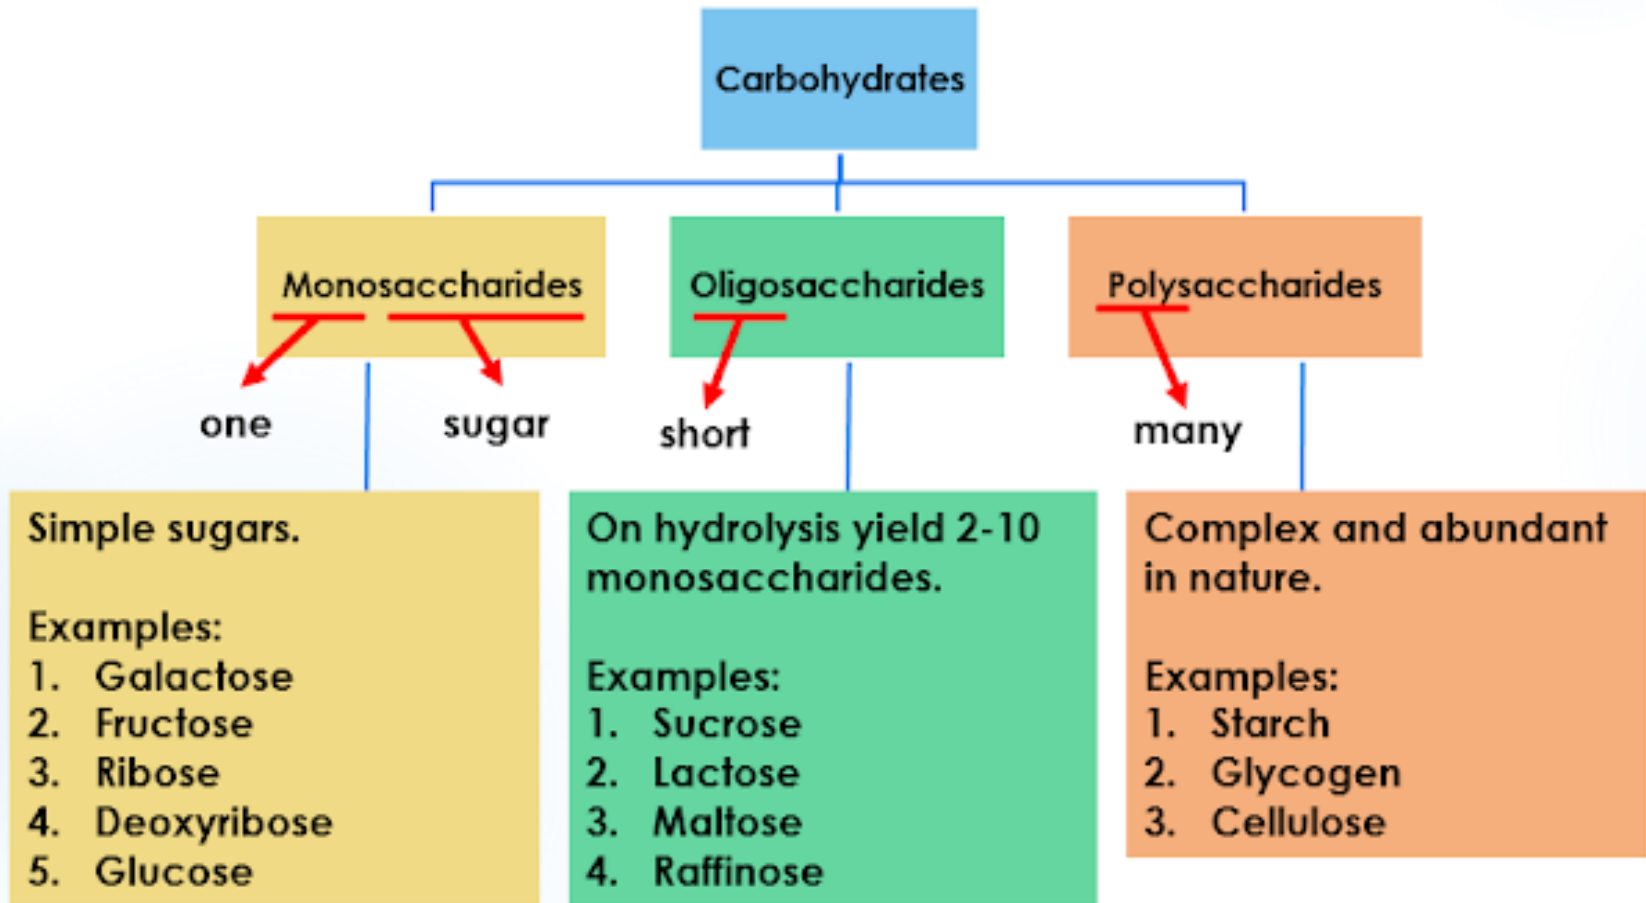 Carbohydrates
Monosaccharides
Oligosaccharides
Polysaccharides
one
sugar
short
many
Simple sugars.
Examples:
1. Galactose
2. Fructose
3. Ribose
4. Deoxyribose
5. Glucose
On hydrolysis yield 2-10
monosaccharides.
Examples:
1. Sucrose
2. Lactose
3. Maltose
4. Raffinose
Complex and abundant
in nature.
Examples:
1. Starch
2. Glycogen
3. Cellulose